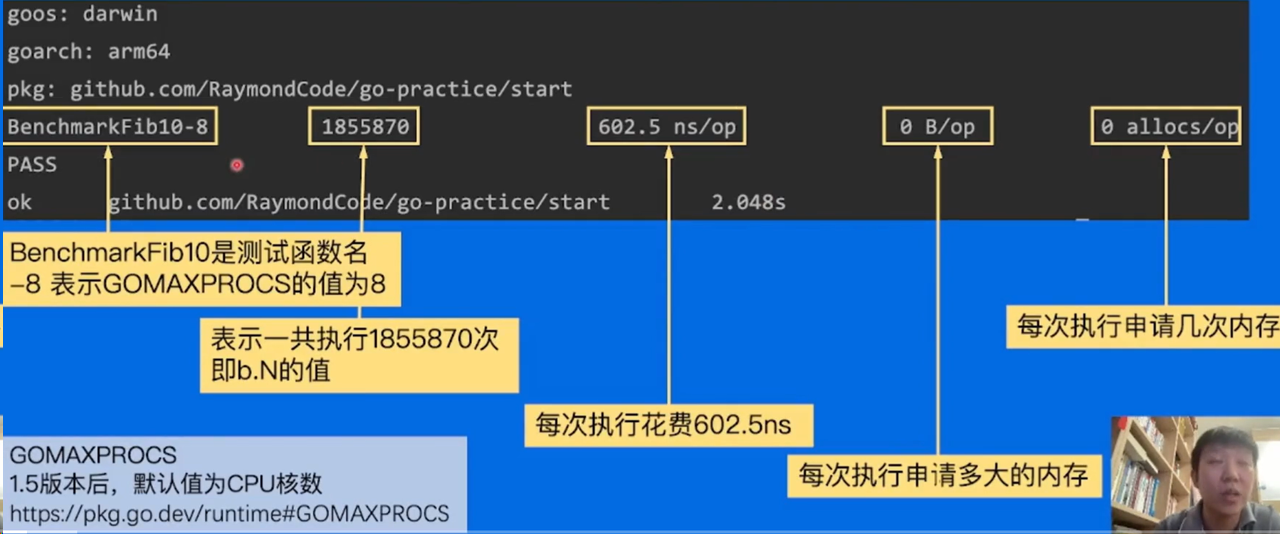 goos: darwin
goarch: arm64
pkg: github.com/RaymondCode/go-practice/start
BenchmarkFib10-8 1855870 602.5 ns/op 0 B/op 0 allocs/op
PASS
ok github.com/RaymondCode/go-practice/start 2.048s
BenchmarkFib10是测试函数名
-8 表示GOMAXPROCS的值为8
表示一共执行1855870次
即b.N的值
每次执行申请几次内存
每次执行花费602.5ns
每次执行申请多大的内存
GOMAXPROCS
1.5版本后，默认值为CPU核数
https://pkg.go.dev/runtime#GOMAXPROCS